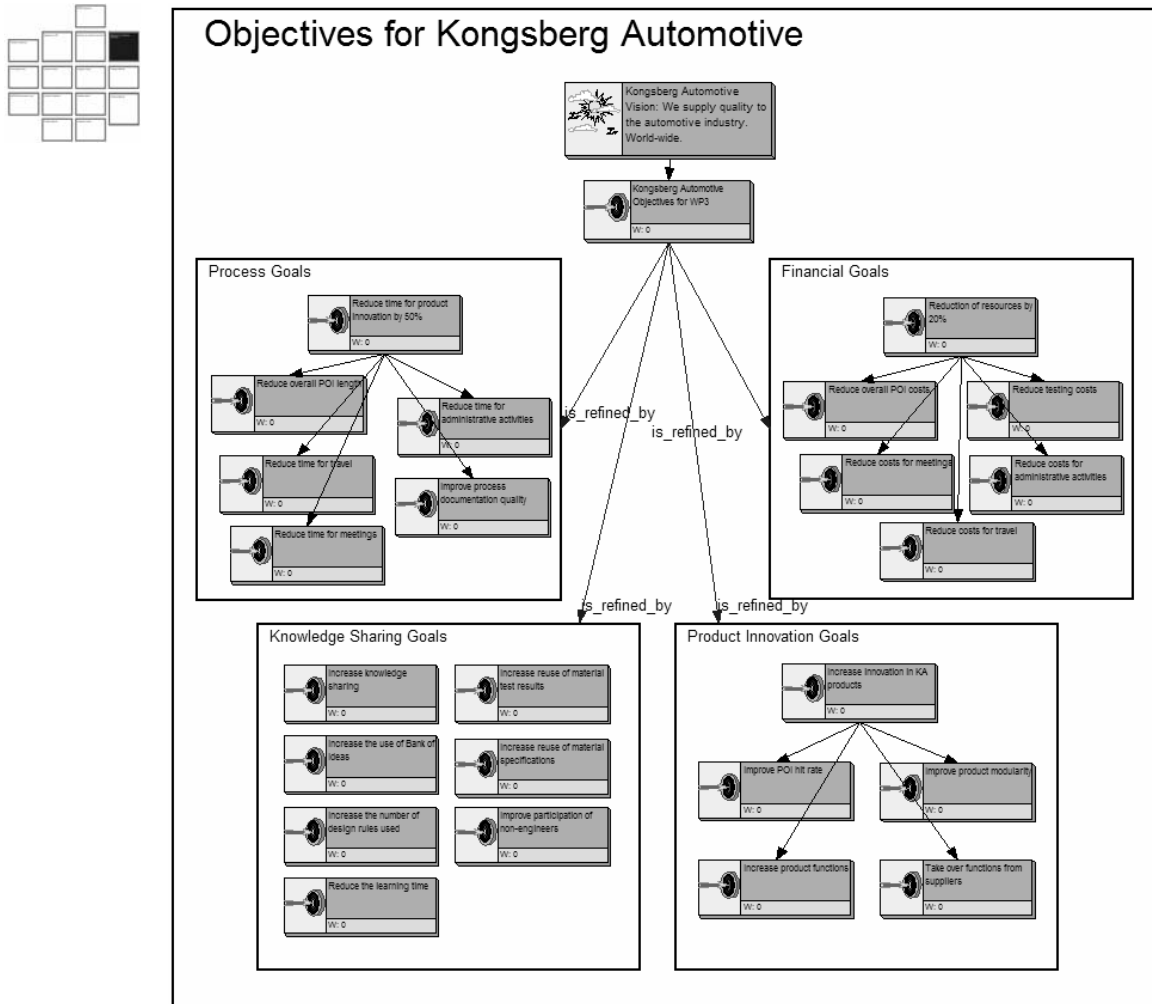 Objectives for Kongsberg Automotive
Kongsberg Automotive
Vision: We supply quality to
the automotive industry.
World-wide.
Kongsberg Automotive
Objectives for WP3
W: 0
Process Goals
Reduce time for product
innovation by 50%
W: 0
Reduce overall POI length
W: 0
Reduce time for
administrative activities
W: 0
Reduce time for travel
W: 0
Improve process
documentation quality
W: 0
Reduce time for meetings
W: 0
is_refined_by
is_refined_by
Financial Goals
Reduction of resources by
20%
W: 0
Reduce overall POI costs
W: 0
Reduce testing costs
W: 0
Reduce costs for meetings
W: 0
Reduce costs for
administrative activities
W: 0
Reduce costs for travel
W: 0
is_refined_by
is_refined_by
Knowledge Sharing Goals
Increase knowledge
sharing
W: 0
Increase reuse of material
test results
W: 0
Increase the use of Bank of
Ideas
W: 0
Increase reuse of material
specifications
W: 0
Increase the number of
design rules used
W: 0
Improve participation of
non-engineers
W: 0
Reduce the learning time
W: 0
Product Innovation Goals
Increase innovation in KA
products
W: 0
Improve POI hit rate
W: 0
Improve product modularity
W: 0
Increase product functions
W: 0
Take over functions from
suppliers
W: 0